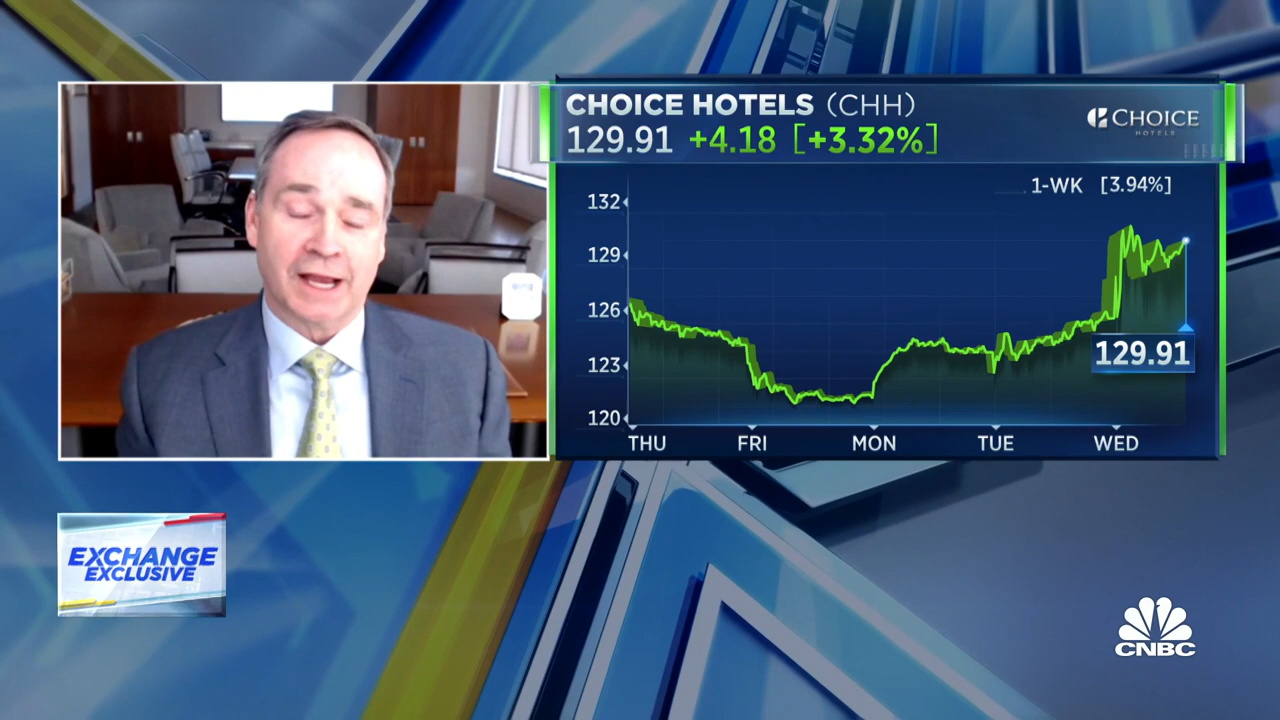 CHOICE HOTELS (CHH)
129.91 +4.18 [+3.32%]
CHOICE
HOTELS
1-WK [3.94%]
132
129
126
123
120
129.91
THU FRI MON TUE WED
EXCHANGE
EXCLUSIVE
CNBC